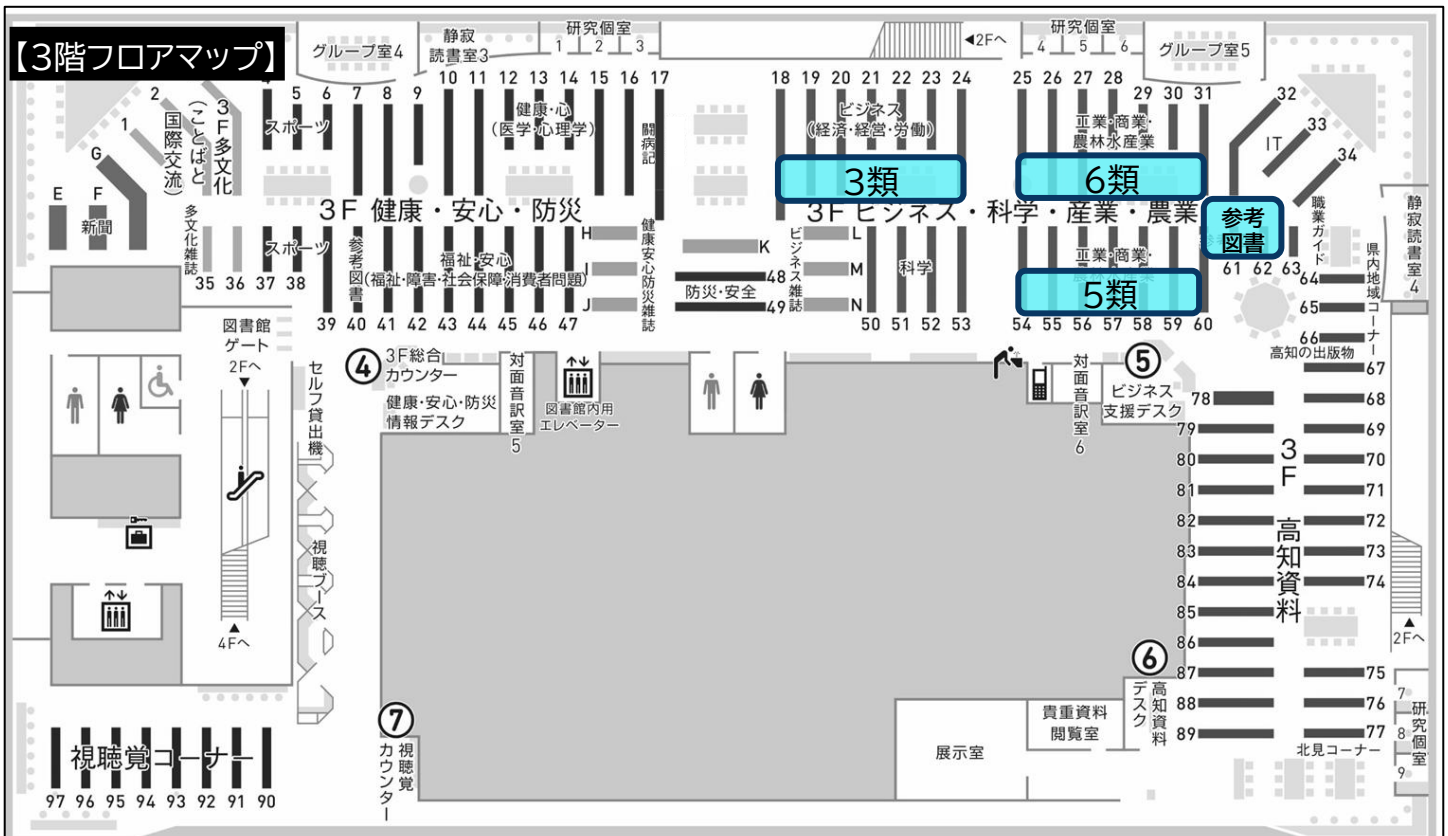 【3階フロアマップ】
グループ室4
静寂
読書室3
研究個室
1 2 3
◀2Fへ
研究個室
4 5 6
グループ室5
4 5 6 7 8 9 10 11 12 13 14 15 16 17
18 19 20 21 22 23 24
25 26 27 28 29 30 31
32
33
34
IT
2
1
G
E F
新聞
国際交流)
(ことばと
3F多文化
スポーツ
健康・心
(医学・心理学)
闘病記
ビジネス
(経済・経営・労働)
工業・商業・
農林水産業
3類
6類
参考
図書
職業ガイド
静寂読書室4
3F 健康・安心・防災
3F ビジネス・科学・産業・農業
多文化雑誌
35 36 37 38
スポーツ
参考図書
福祉・安心
(福祉・障害・社会保障・消費者問題)
H
I
J
健康安心防災雑誌
K
48
防災・安全
49
ビジネス雑誌
L
M
N
科学
工業・商業・
5類
61 62 63
64
65
66
県内地域コーナー
高知の出版物
39 40 41 42 43 44 45 46 47
50 51 52 53
54 55 56 57 58 59 60
図書館
ゲート
2Fへ
▼
セルフ貸出機
④
3F総合
カウンター
健康・安心・防災
情報デスク
対面音訳室5
図書館内用
エレベーター
対面音訳室6
⑤
ビジネス
支援デスク
67
68
69
70
71
72
73
74
78
79
80
81
82
83
84
85
86
87
88
89
3F 高知資料
視聴ブース
▲
4Fへ
▲
2Fへ
⑥
高知資料
デスク
75
76
77
7
8
9
研究個室
北見コーナー
貴重資料
閲覧室
展示室
⑦
視聴覚
カウンター
視聴覚コーナー
97 96 95 94 93 92 91 90